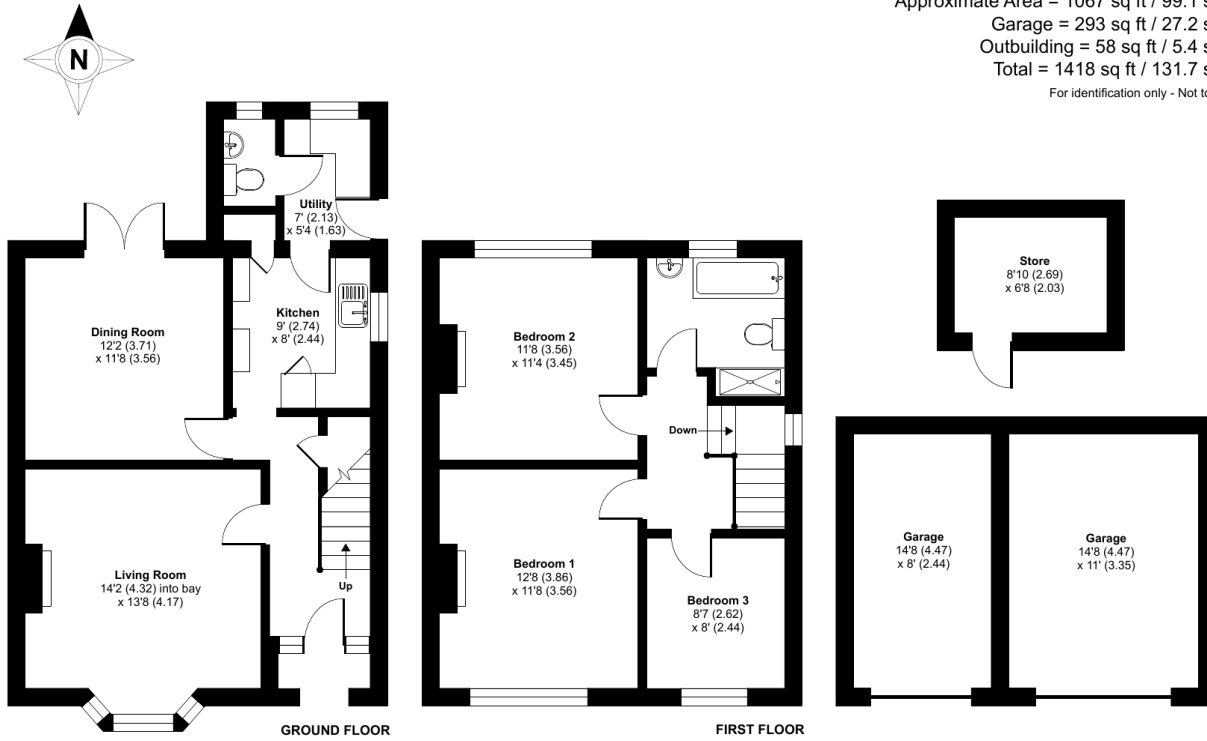 Approximate Area = 1067 sq ft / 99.1 s
Garage = 293 sq ft / 27.2 s
Outbuilding = 58 sq ft / 5.4 s
Total = 1418 sq ft / 131.7 s
For identification only - Not to
N
Utility
7' (2.13)
x 5'4 (1.63)
Kitchen
9' (2.74)
x 8' (2.44)
Dining Room
12'2 (3.71)
x 11'8 (3.56)
Living Room
14'2 (4.32) into bay
x 13'8 (4.17)
Up
GROUND FLOOR
Bedroom 2
11'8 (3.56)
x 11'4 (3.45)
Down
Bedroom 1
12'8 (3.86)
x 11'8 (3.56)
Bedroom 3
8'7 (2.62)
x 8' (2.44)
FIRST FLOOR
Store
8'10 (2.69)
x 6'8 (2.03)
Garage
14'8 (4.47)
x 8' (2.44)
Garage
14'8 (4.47)
x 11' (3.35)